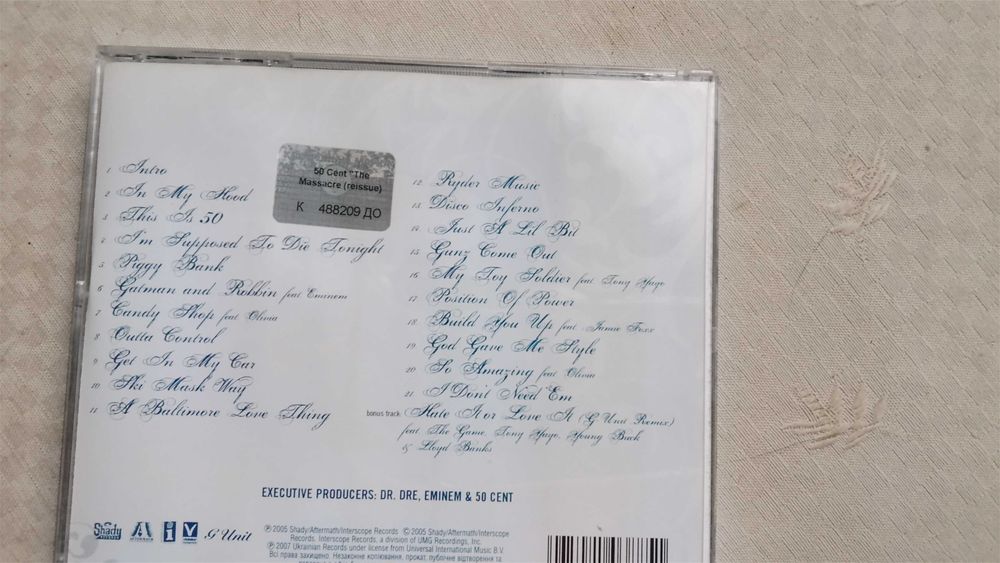 50 Cent "The
Massacre (reissue)
К 488209 ДО
1 Intro
2 In My Hood
3 This Is 50
4 I'm Supposed To Die Tonight
5 Piggy Bank
6 Gatman and Robbin feat Eminem
7 Candy Shop feat Olivia
8 Outta Control
9 Get In My Car
10 Ski Mask Way
11 A Baltimore Love Thing
12 Ryder Music
13 Disco Inferno
14 Just A Lil Bit
15 Gunz Come Out
16 My Toy Soldier feat Tony Yayo
17 Position Of Power
18 Build You Up feat Jamie Foxx
19 God Gave Me Style
20 So Amazing feat Olivia
21 I Don't Need 'Em
bonus track: Hate It or Love It (G Unit Remix)
feat The Game, Tony Yayo, Young Buck
& Lloyd Banks
EXECUTIVE PRODUCERS: DR. DRE, EMINEM & 50 CENT
Shady
RECORDS
AFTERMATH
G Unit
℗ 2005 Shady/Aftermath/Interscope Records © 2005 Shady/Aftermath/Interscope
Records. Interscope Records, a division of UMG Recordings, Inc.
℗ 2007 Ukrainian Records under license from Universal International Music B.V.
Всі права захищено. Незаконне копіювання, прокат, публічне відтворення та